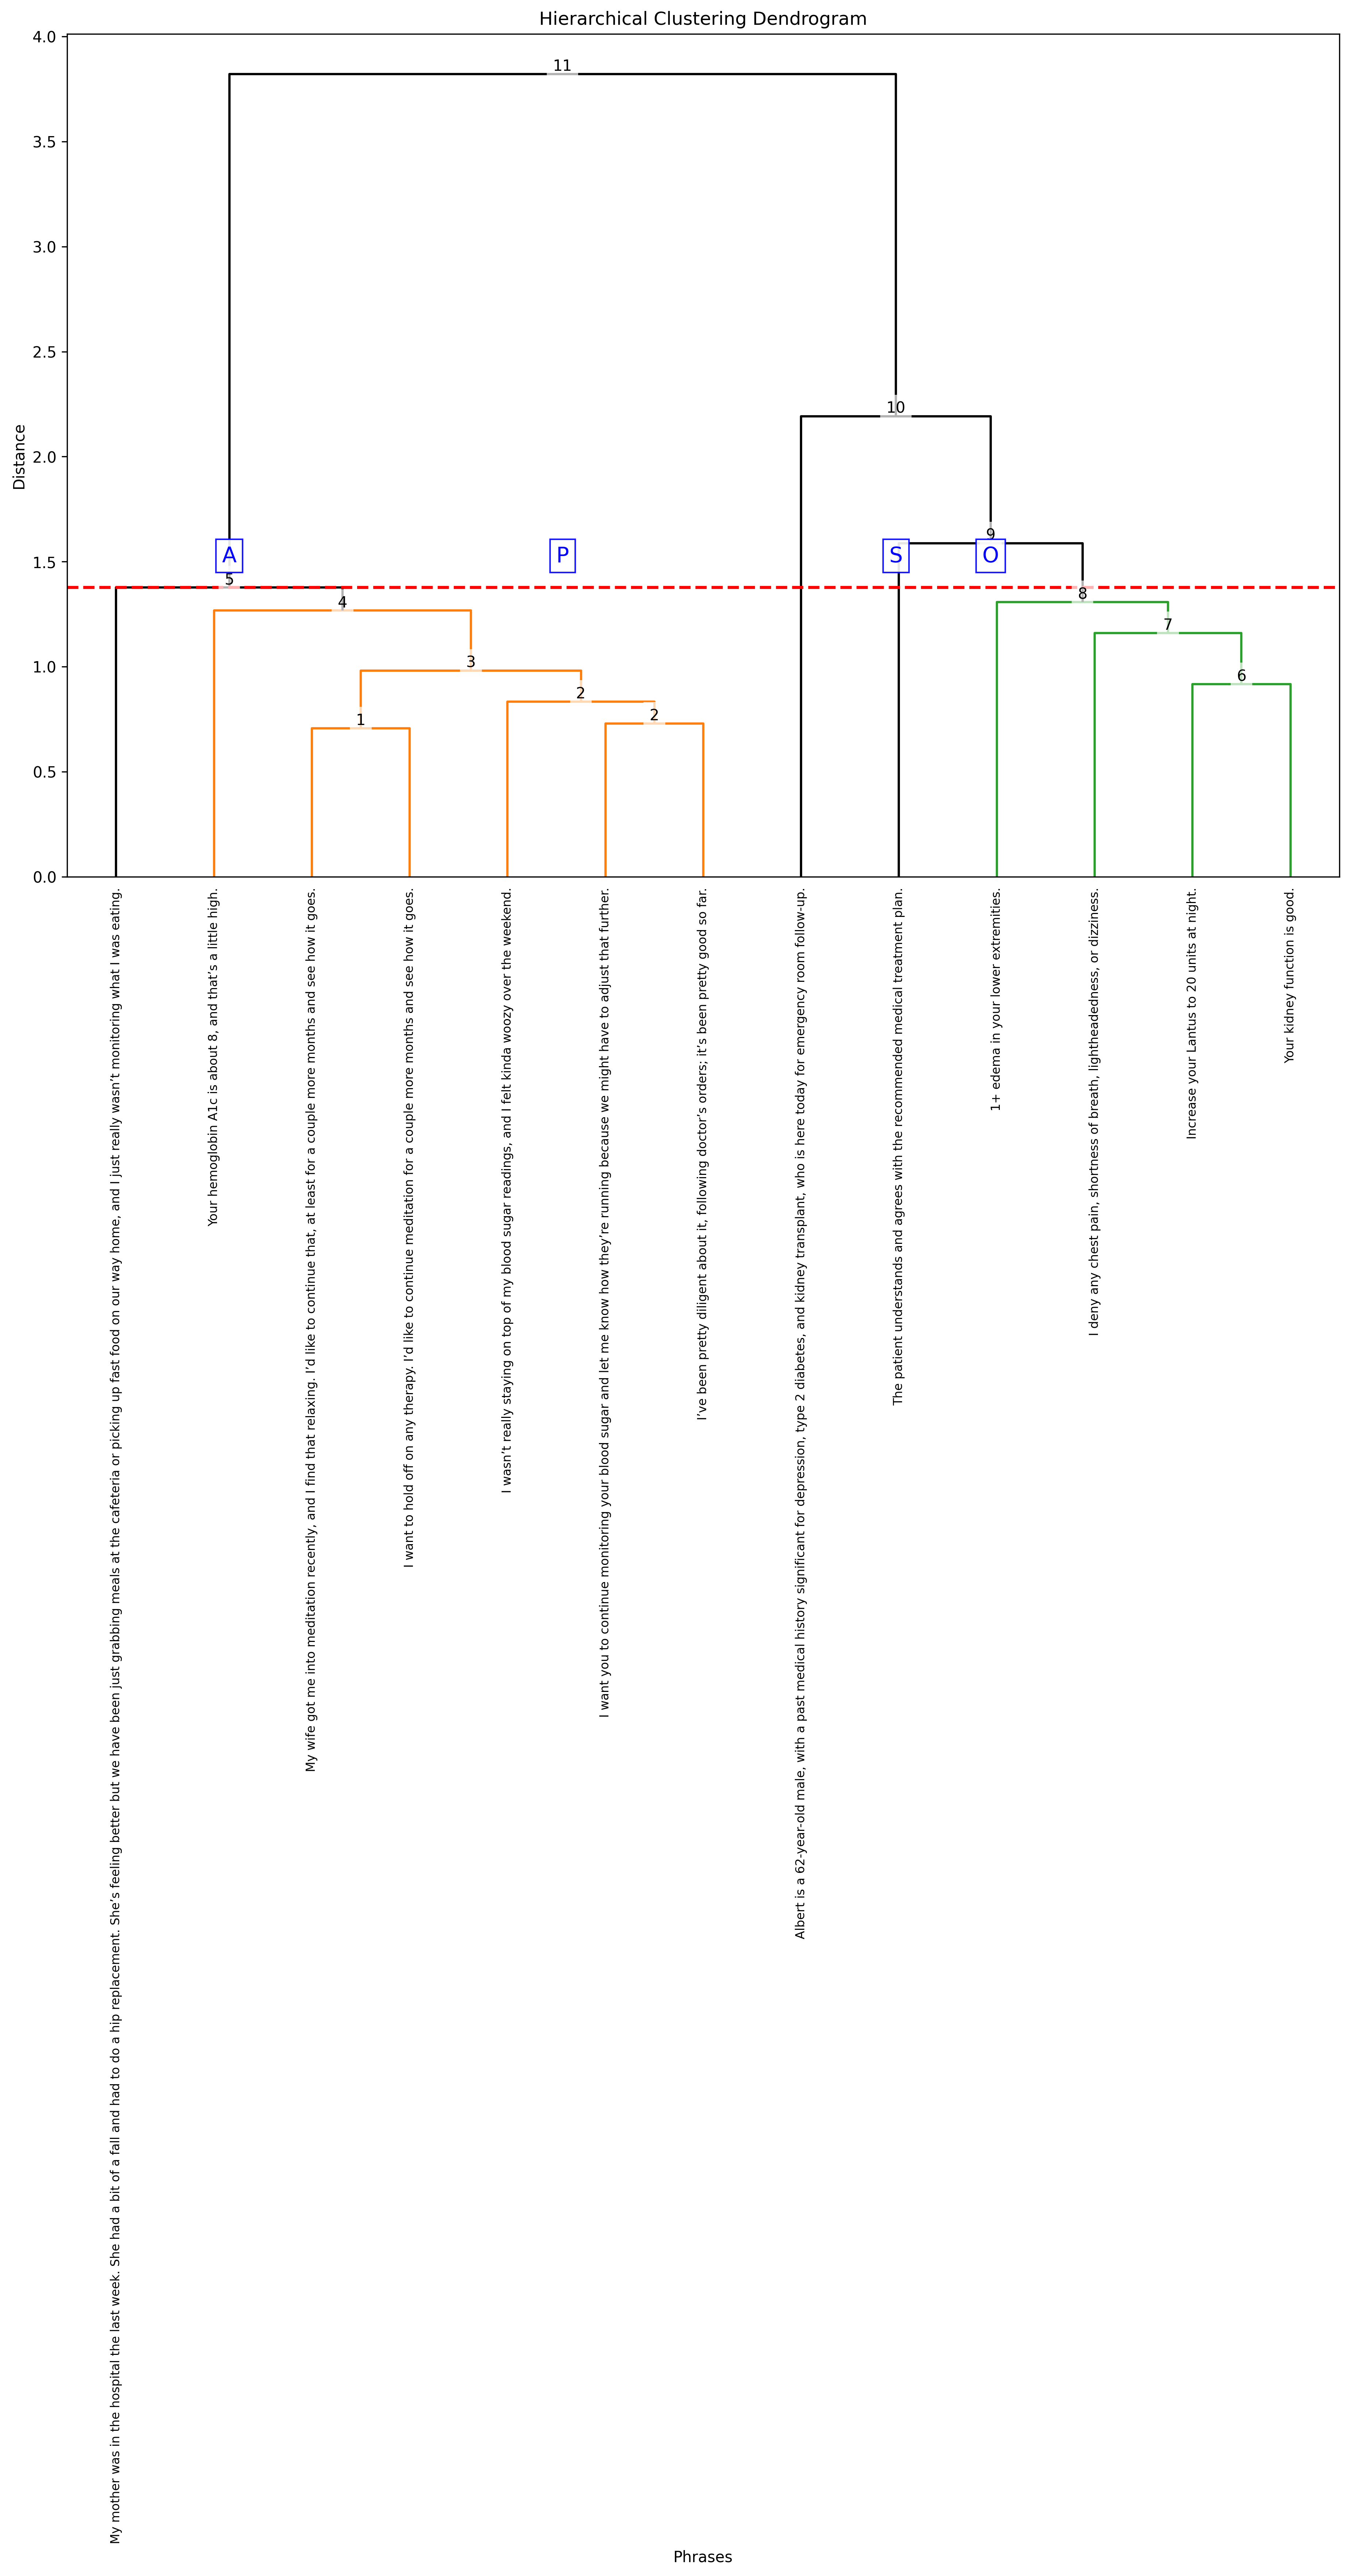 Hierarchical Clustering Dendrogram
4.0
3.5
3.0
2.5
2.0
1.5
1.0
0.5
0.0
Distance
11
10
9
A
P
S
O
5
4
8
7
3
6
2
2
1
My mother was in the hospital the last week. She had a bit of a fall and had to do a hip replacement. She’s feeling better but we have been just grabbing meals at the cafeteria or picking up fast food on our way home, and I just really wasn’t monitoring what I was eating.
Your hemoglobin A1c is about 8, and that’s a little high.
My wife got me into meditation recently, and I find that relaxing. I’d like to continue that, at least for a couple more months and see how it goes.
I want to hold off on any therapy. I’d like to continue meditation for a couple more months and see how it goes.
I wasn’t really staying on top of my blood sugar readings, and I felt kinda woozy over the weekend.
I want you to continue monitoring your blood sugar and let me know how they’re running because we might have to adjust that further.
I’ve been pretty diligent about it, following doctor’s orders; it’s been pretty good so far.
Albert is a 62-year-old male, with a past medical history significant for depression, type 2 diabetes, and kidney transplant, who is here today for emergency room follow-up.
The patient understands and agrees with the recommended medical treatment plan.
1+ edema in your lower extremities.
I deny any chest pain, shortness of breath, lightheadedness, or dizziness.
Increase your Lantus to 20 units at night.
Your kidney function is good.
Phrases